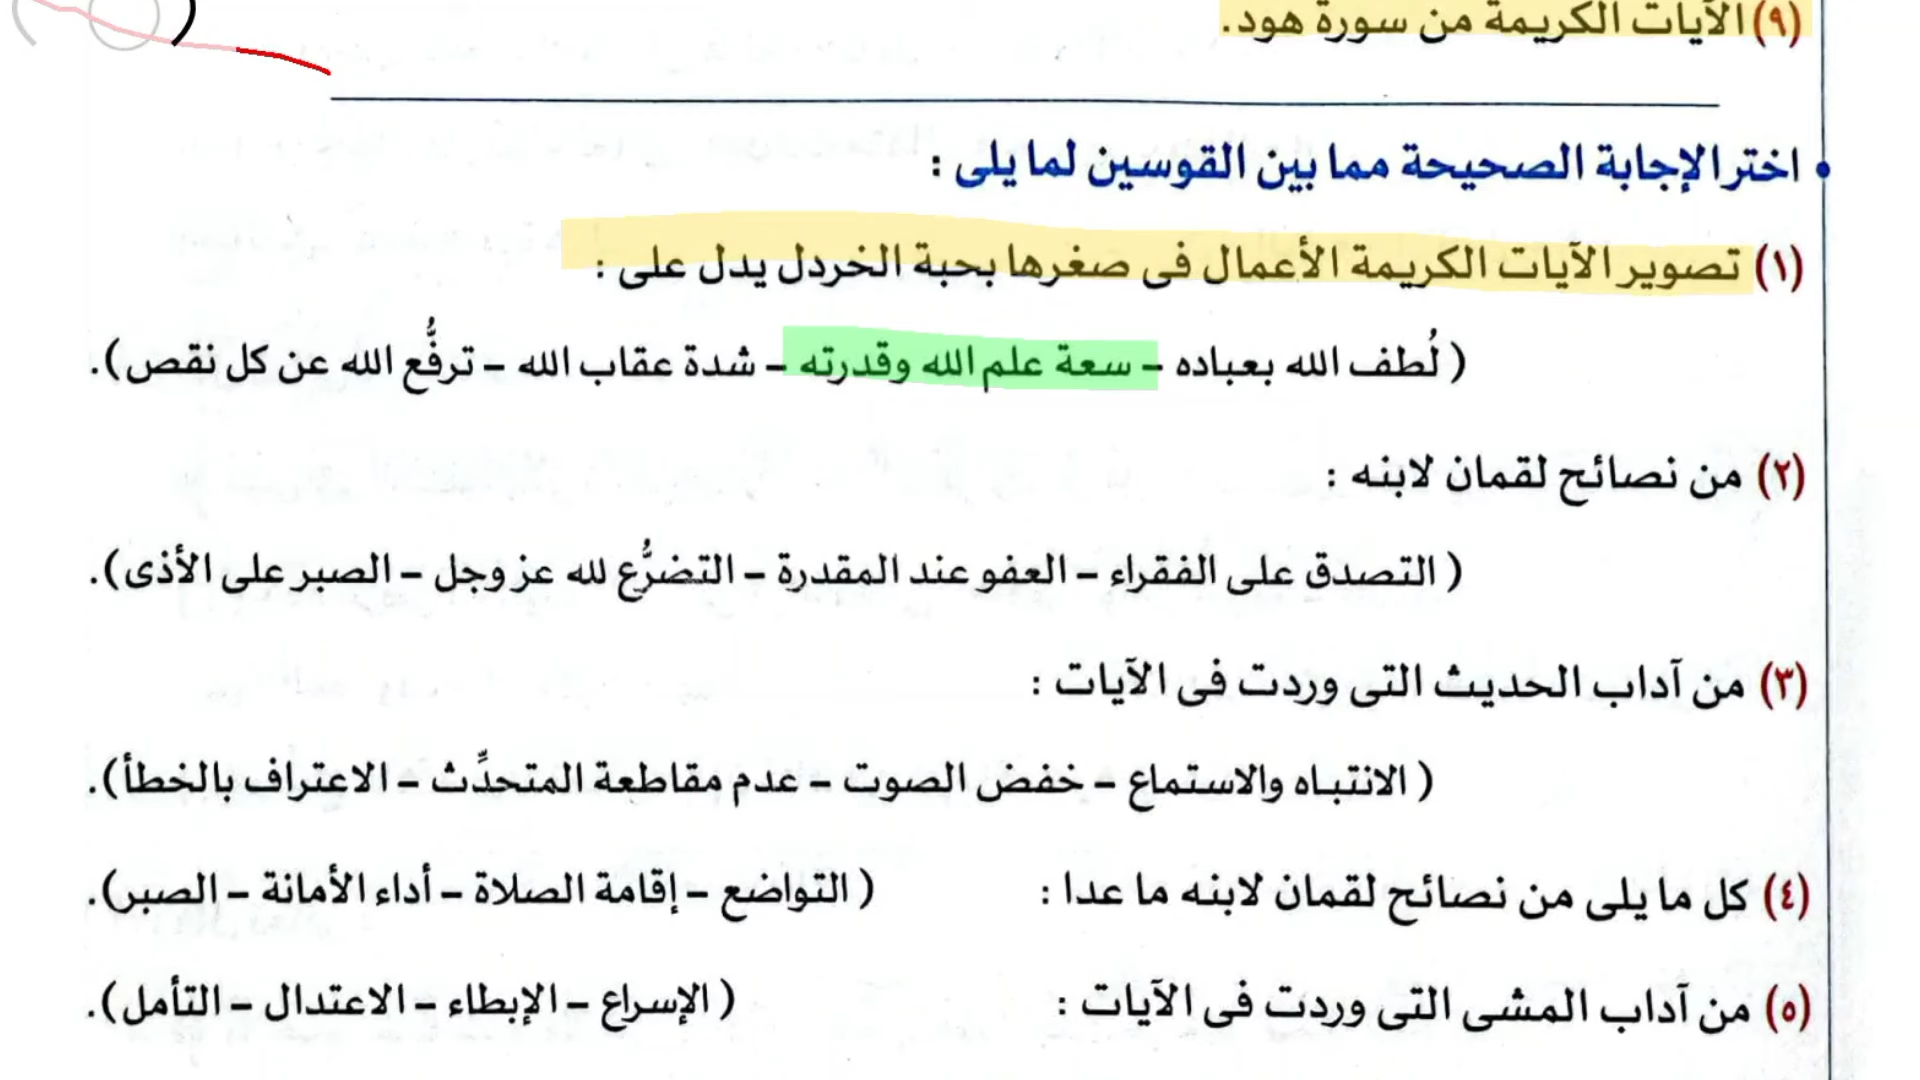 (٩) الآيات الكريمة من سورة هود.
• اختر الإجابة الصحيحة مما بين القوسين لما يلى :
(١) تصوير الآيات الكريمة الأعمال فى صغرها بحبة الخردل يدل على :
( لُطف الله بعباده – سعة علم الله وقدرته – شدة عقاب الله – ترفُّع الله عن كل نقص).
(٢) من نصائح لقمان لابنه :
( التصدق على الفقراء – العفو عند المقدرة – التضرُّع لله عز وجل – الصبر على الأذى).
(٣) من آداب الحديث التى وردت فى الآيات :
( الانتباه والاستماع – خفض الصوت – عدم مقاطعة المتحدِّث – الاعتراف بالخطأ).
(٤) كل ما يلى من نصائح لقمان لابنه ما عدا : ( التواضع – إقامة الصلاة – أداء الأمانة – الصبر).
(٥) من آداب المشى التى وردت فى الآيات : ( الإسراع – الإبطاء – الاعتدال – التأمل).